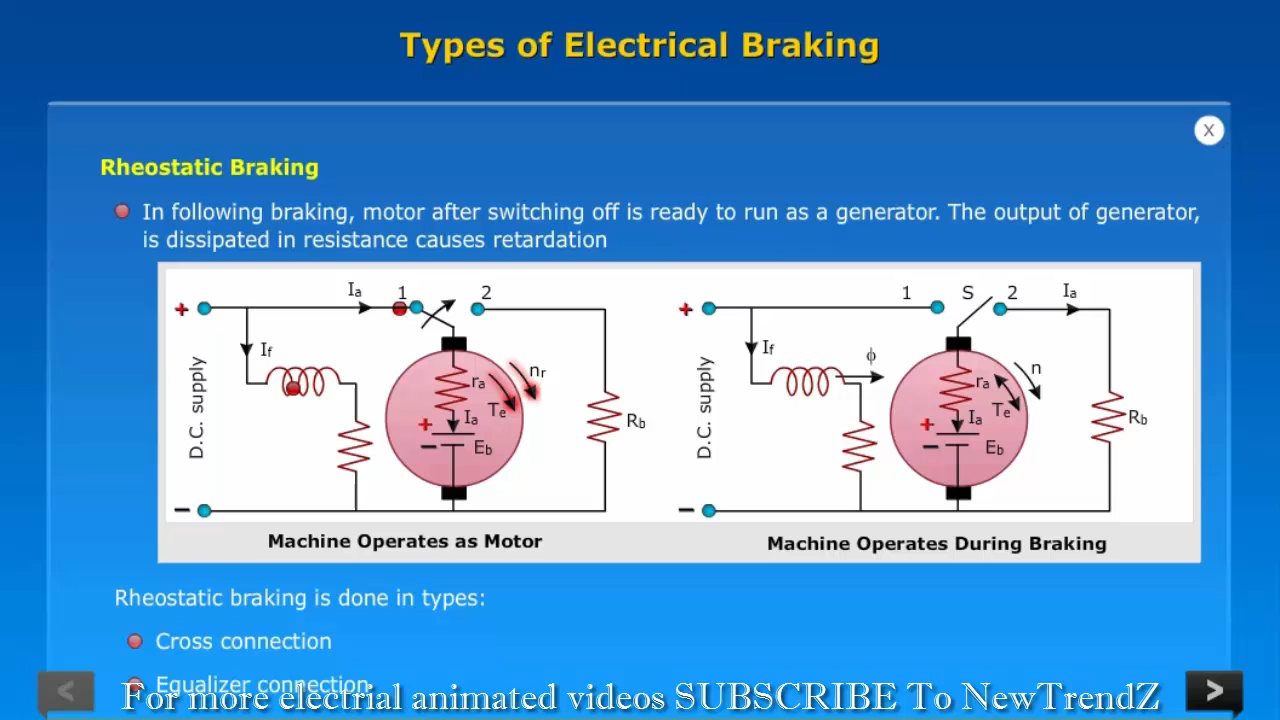 Types of Electrical Braking
X
Rheostatic Braking
In following braking, motor after switching off is ready to run as a generator. The output of generator,
is dissipated in resistance causes retardation
Ia 1 2
+
If
D.C. supply
ra
nr
Te
+
Ia
Rb
−
Eb
−
Machine Operates as Motor
1 S 2 Ia
+
If
ϕ
D.C. supply
ra
n
Te
+
Ia
Rb
−
Eb
−
Machine Operates During Braking
Rheostatic braking is done in types:
Cross connection
Equalizer connection
<
For more electrial animated videos SUBSCRIBE To NewTrendZ
>